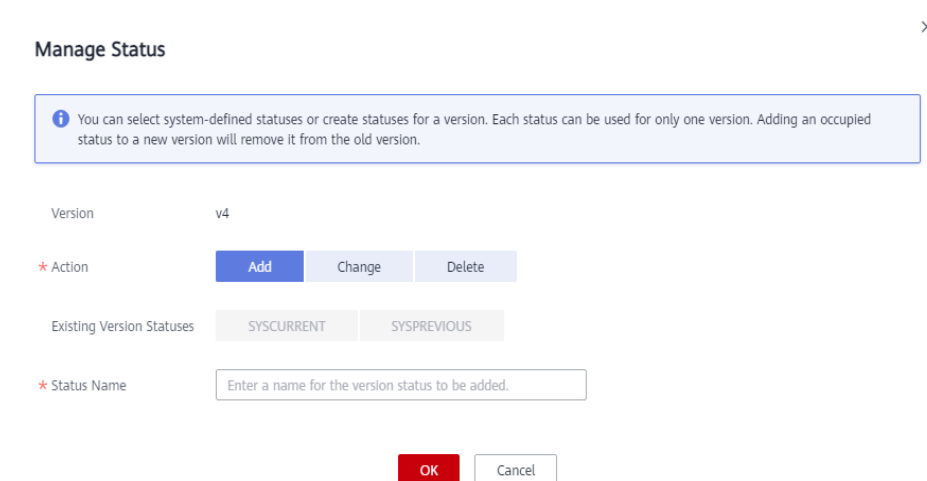 Manage Status
You can select system-defined statuses or create statuses for a version. Each status can be used for only one version. Adding an occupied
status to a new version will remove it from the old version.
Version v4
* Action Add Change Delete
Existing Version Statuses SYSCURRENT SYSPREVIOUS
* Status Name Enter a name for the version status to be added.
OK Cancel